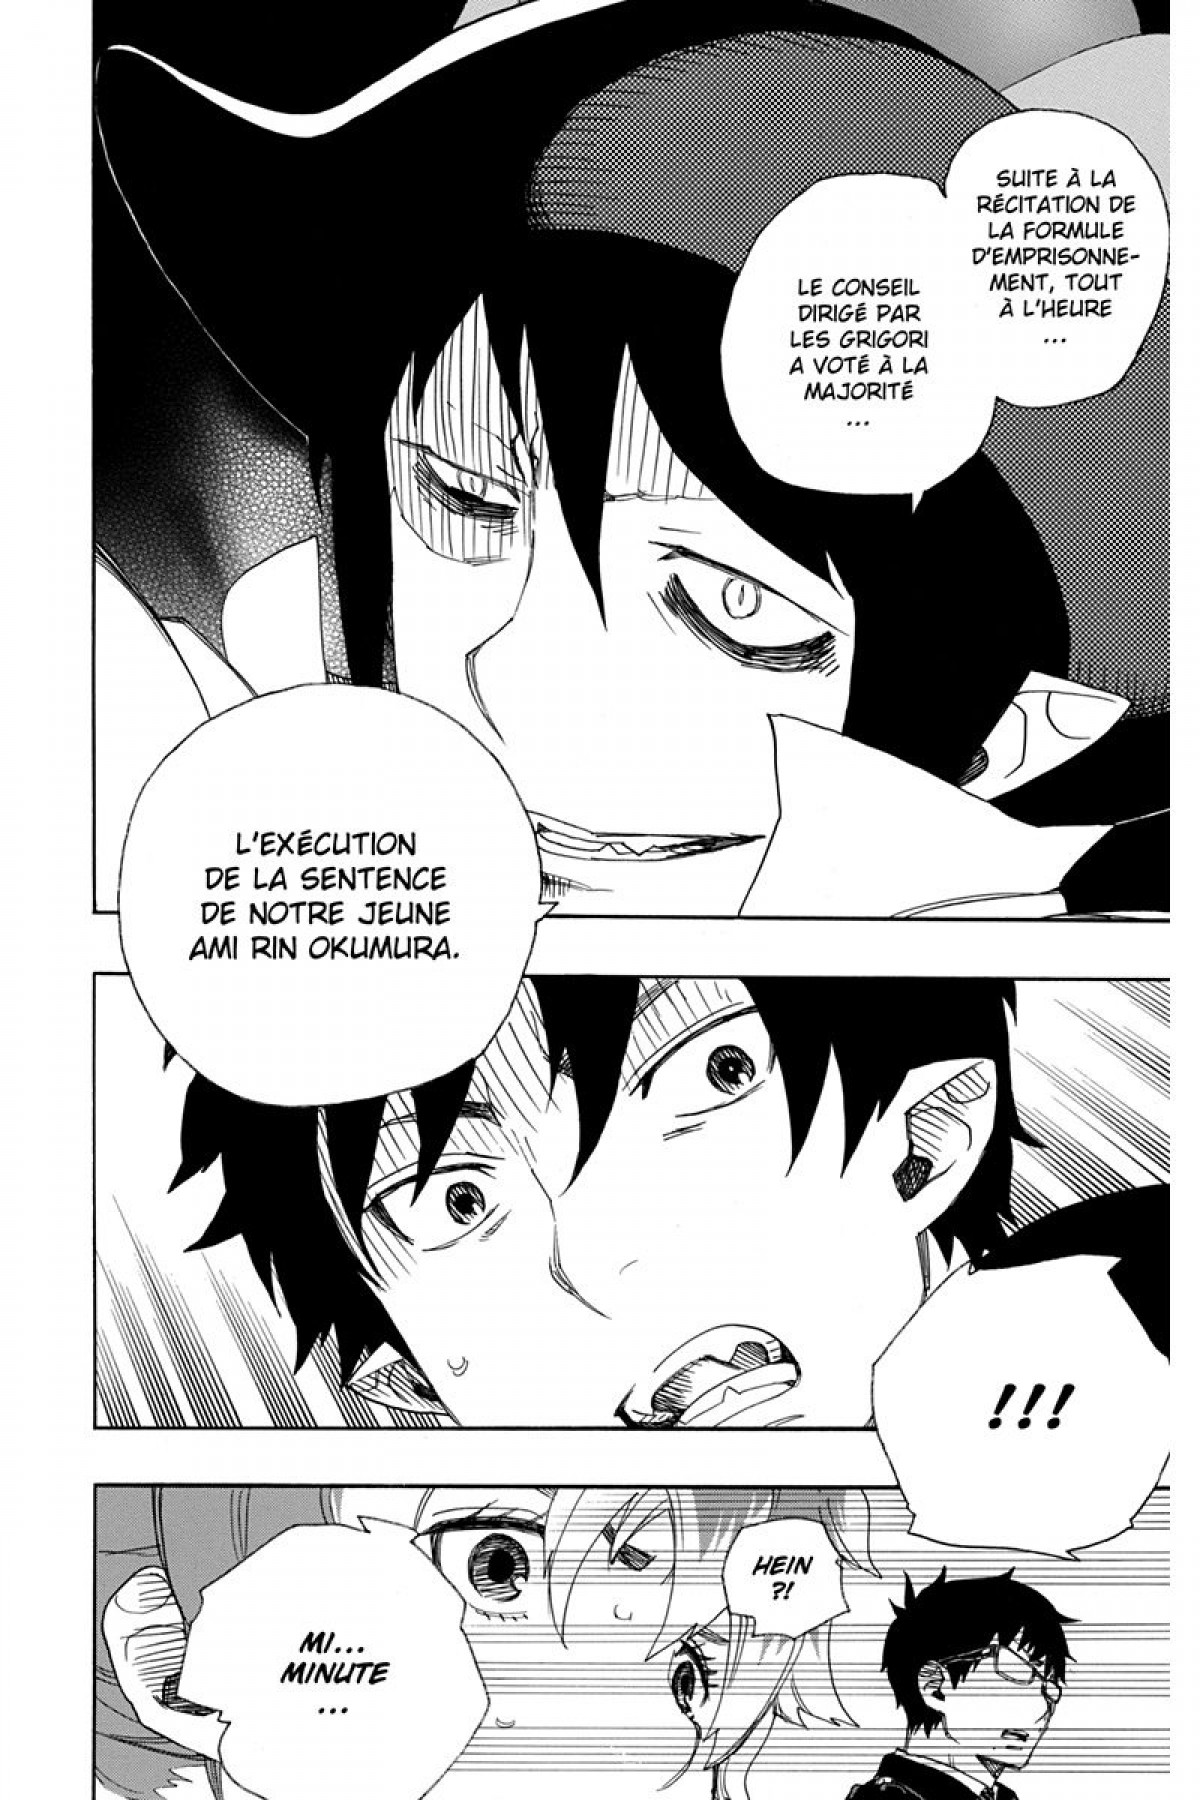 SUITE À LA
RÉCITATION DE
LA FORMULE
D'EMPRISONNE-
MENT, TOUT
À L'HEURE
...
LE CONSEIL
DIRIGÉ PAR
LES GRIGORI
A VOTÉ À LA
MAJORITÉ
...
L'EXÉCUTION
DE LA SENTENCE
DE NOTRE JEUNE
AMI RIN OKUMURA.
!!!
HEIN
?!
MI...
MINUTE
...